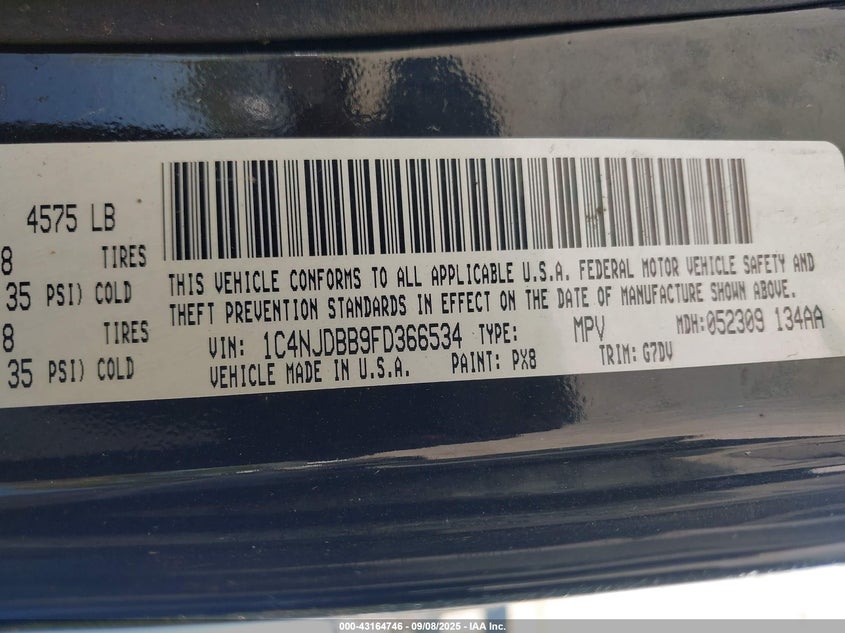 4575 LB
8 TIRES
35 PSI) COLD
8 TIRES
35 PSI) COLD
THIS VEHICLE CONFORMS TO ALL APPLICABLE U.S.A. FEDERAL MOTOR VEHICLE SAFETY AND
THEFT PREVENTION STANDARDS IN EFFECT ON THE DATE OF MANUFACTURE SHOWN ABOVE.
VIN: 1C4NJDBB9FD366534 TYPE: MPV MDH:052309 134AA
VEHICLE MADE IN U.S.A. PAINT: PX8 TRIM: G7DV
000-43164746 - 09/08/2025 - IAA Inc.